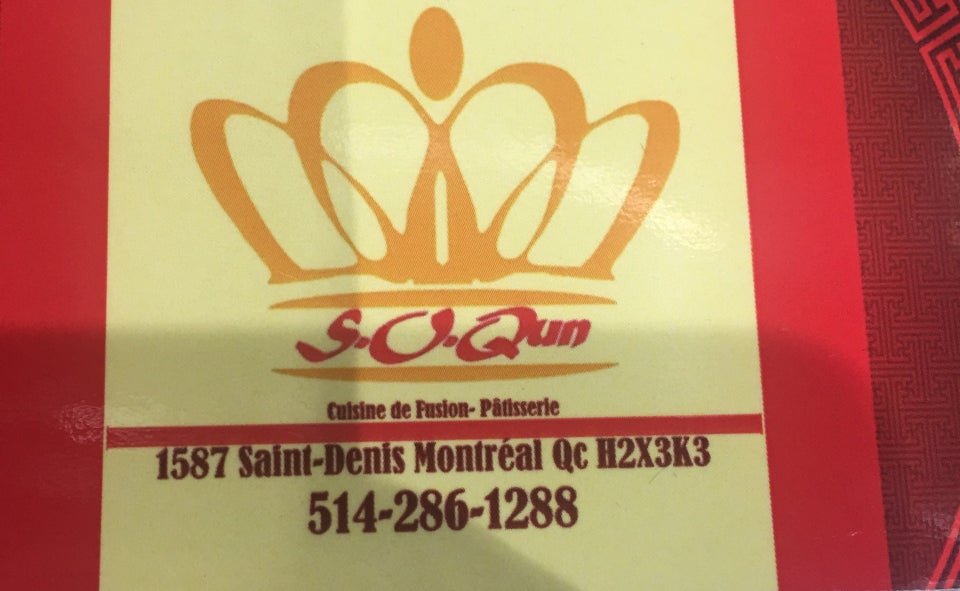 S.O.Qun
Cuisine de Fusion- Pâtisserie
1587 Saint-Denis Montréal Qc H2X3K3
514-286-1288